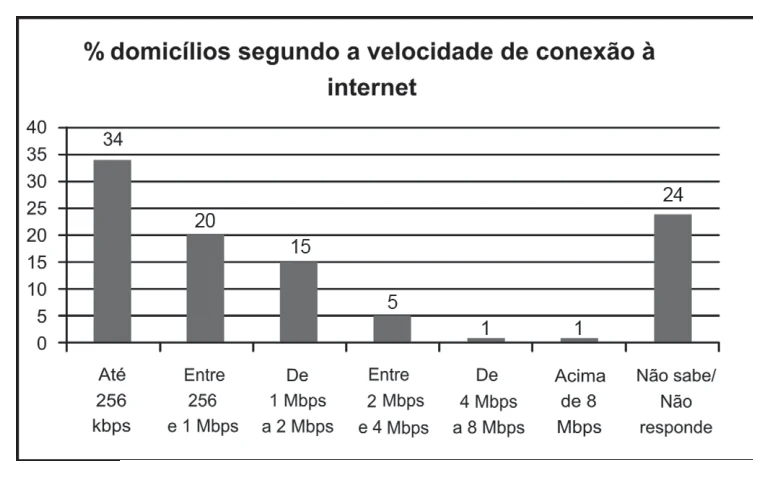 % domicílios segundo a velocidade de conexão à
internet
40
35
30
25
20
15
10
5
0
34
20
15
5
1
1
24
Até
256
kbps
Entre
256
e 1 Mbps
De
1 Mbps
a 2 Mbps
Entre
2 Mbps
e 4 Mbps
De
4 Mbps
a 8 Mbps
Acima
de 8
Mbps
Não sabe/
Não
responde